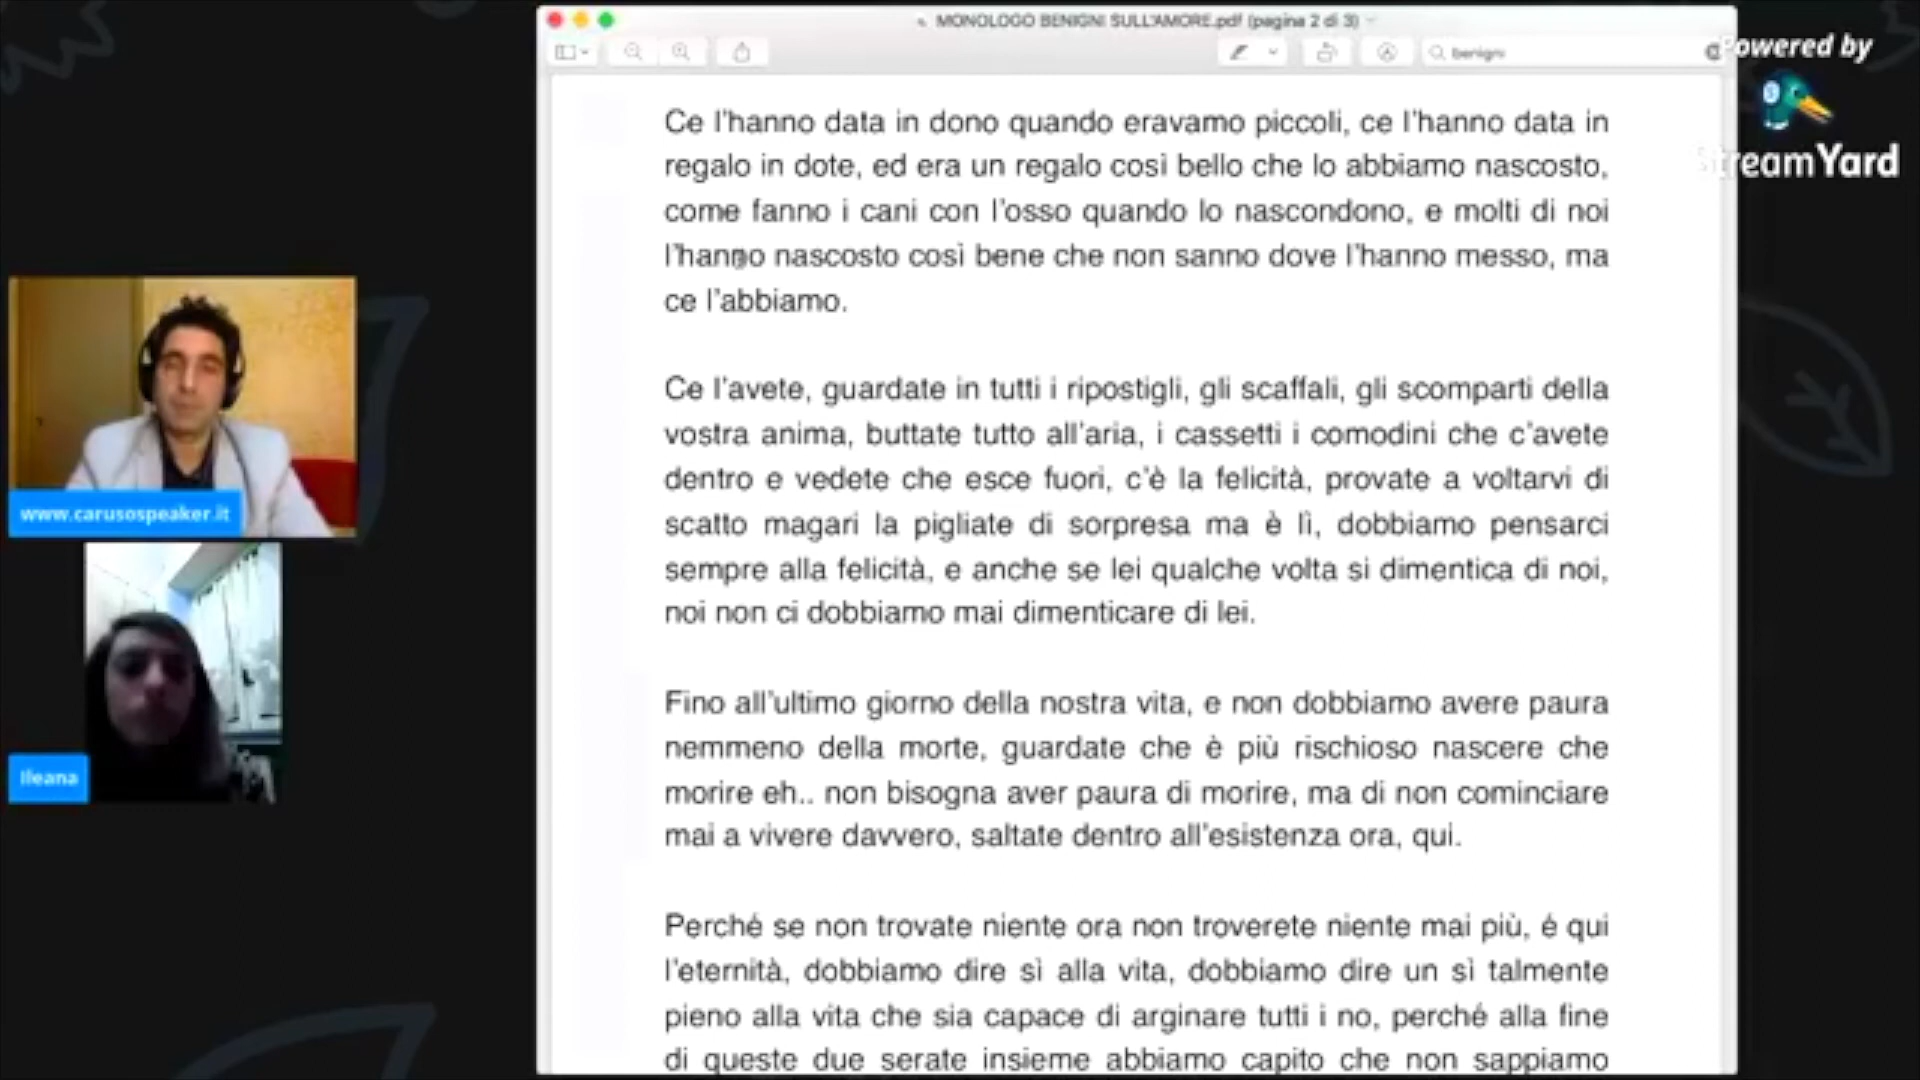 MONOLOGO BENIGNI SULL'AMORE.pdf (pagina 2 di 3)
benigni
Powered by
StreamYard
Ce l'hanno data in dono quando eravamo piccoli, ce l'hanno data in
regalo in dote, ed era un regalo così bello che lo abbiamo nascosto,
come fanno i cani con l'osso quando lo nascondono, e molti di noi
l'hanno nascosto così bene che non sanno dove l'hanno messo, ma
ce l'abbiamo.
Ce l'avete, guardate in tutti i ripostigli, gli scaffali, gli scomparti della
vostra anima, buttate tutto all'aria, i cassetti i comodini che c'avete
dentro e vedete che esce fuori, c'è la felicità, provate a voltarvi di
scatto magari la pigliate di sorpresa ma è lì, dobbiamo pensarci
sempre alla felicità, e anche se lei qualche volta si dimentica di noi,
noi non ci dobbiamo mai dimenticare di lei.
Fino all'ultimo giorno della nostra vita, e non dobbiamo avere paura
nemmeno della morte, guardate che è più rischioso nascere che
morire eh.. non bisogna aver paura di morire, ma di non cominciare
mai a vivere davvero, saltate dentro all'esistenza ora, qui.
Perché se non trovate niente ora non troverete niente mai più, é qui
l'eternità, dobbiamo dire sì alla vita, dobbiamo dire un sì talmente
pieno alla vita che sia capace di arginare tutti i no, perché alla fine
di queste due serate insieme abbiamo capito che non sappiamo
www.carusospeaker.it
Ileana